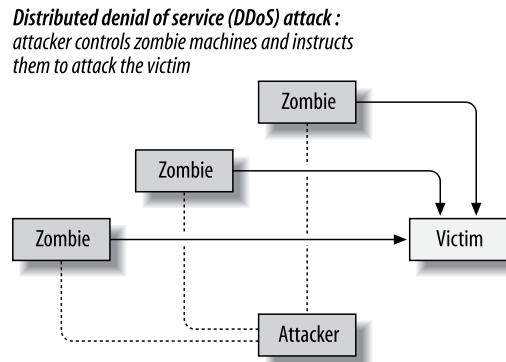 Distributed denial of service (DDoS) attack :
attacker controls zombie machines and instructs
them to attack the victim
Zombie
Zombie
Zombie
Victim
Attacker